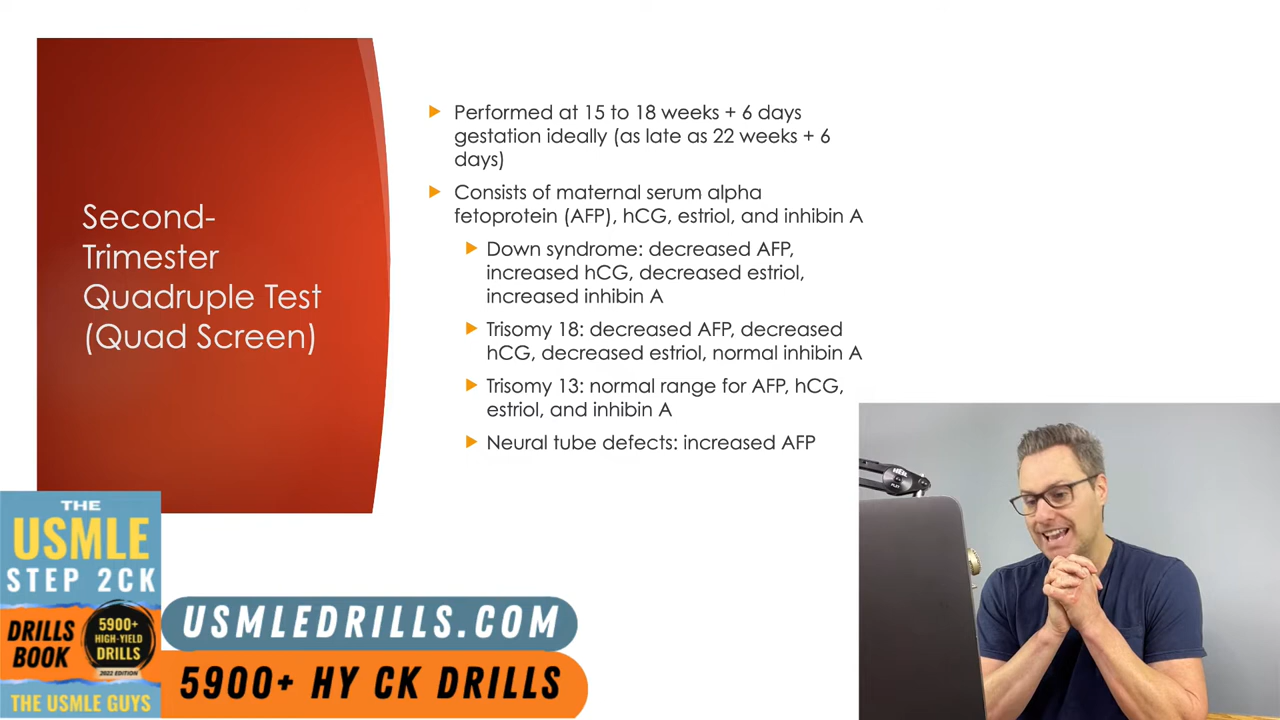 Second-
Trimester
Quadruple Test
(Quad Screen)
Performed at 15 to 18 weeks + 6 days
gestation ideally (as late as 22 weeks + 6
days)
Consists of maternal serum alpha
fetoprotein (AFP), hCG, estriol, and inhibin A
Down syndrome: decreased AFP,
increased hCG, decreased estriol,
increased inhibin A
Trisomy 18: decreased AFP, decreased
hCG, decreased estriol, normal inhibin A
Trisomy 13: normal range for AFP, hCG,
estriol, and inhibin A
Neural tube defects: increased AFP
THE
USMLE
STEP 2CK
DRILLS
BOOK
5900+
HIGH-YIELD
DRILLS
2022 EDITION
THE USMLE GUYS
USMLEDRILLS.COM
5900+ HY CK DRILLS